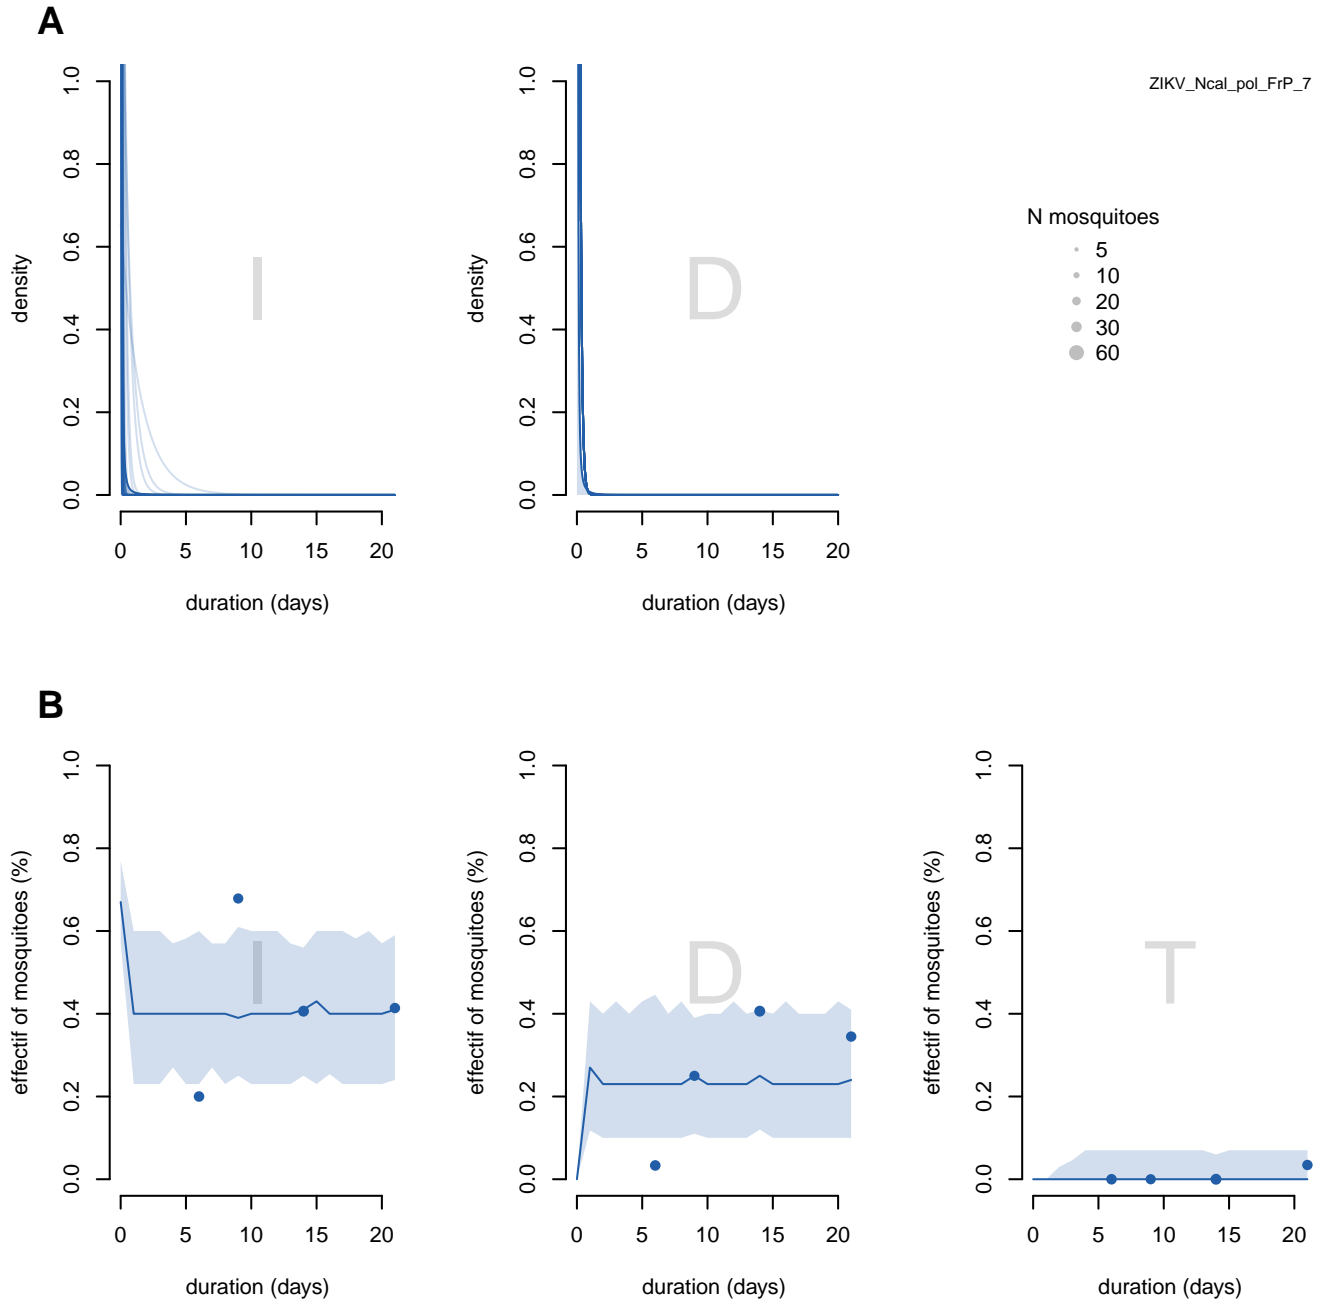 A
1.0
0.8
0.6
0.4
0.2
0.0
density
I
0 5 10 15 20
duration (days)
1.0
0.8
0.6
0.4
0.2
0.0
density
D
0 5 10 15 20
duration (days)
ZIKV_Ncal_pol_FrP_7
N mosquitoes
5
10
20
30
60
B
1.0
0.8
0.6
0.4
0.2
0.0
effectif of mosquitoes (%)
I
0 5 10 15 20
duration (days)
1.0
0.8
0.6
0.4
0.2
0.0
effectif of mosquitoes (%)
D
0 5 10 15 20
duration (days)
1.0
0.8
0.6
0.4
0.2
0.0
effectif of mosquitoes (%)
T
0 5 10 15 20
duration (days)